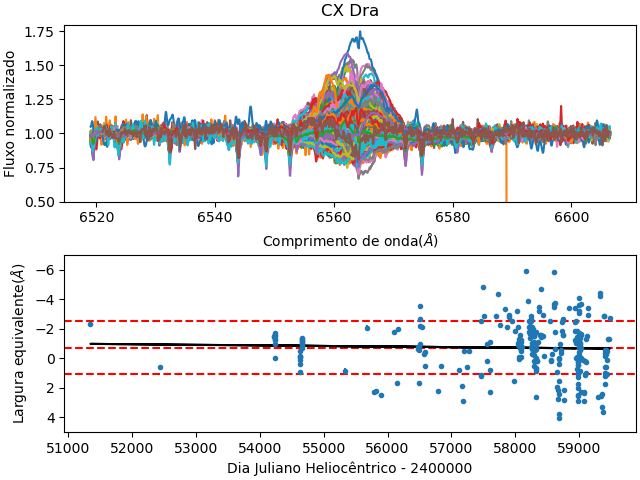 CX Dra
Fluxo normalizado
1.75
1.50
1.25
1.00
0.75
0.50
6520 6540 6560 6580 6600
Comprimento de onda(Å)
Largura equivalente(Å)
−6
−4
−2
0
2
4
51000 52000 53000 54000 55000 56000 57000 58000 59000
Dia Juliano Heliocêntrico - 2400000